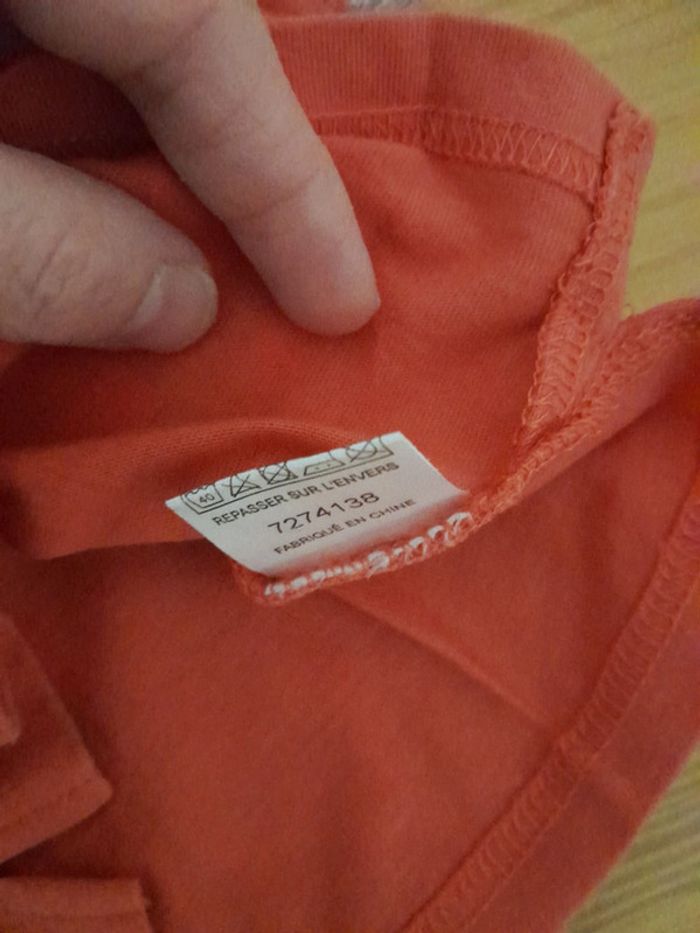 40
REPASSER SUR L'ENVERS
7274138
FABRIQUÉ EN CHINE